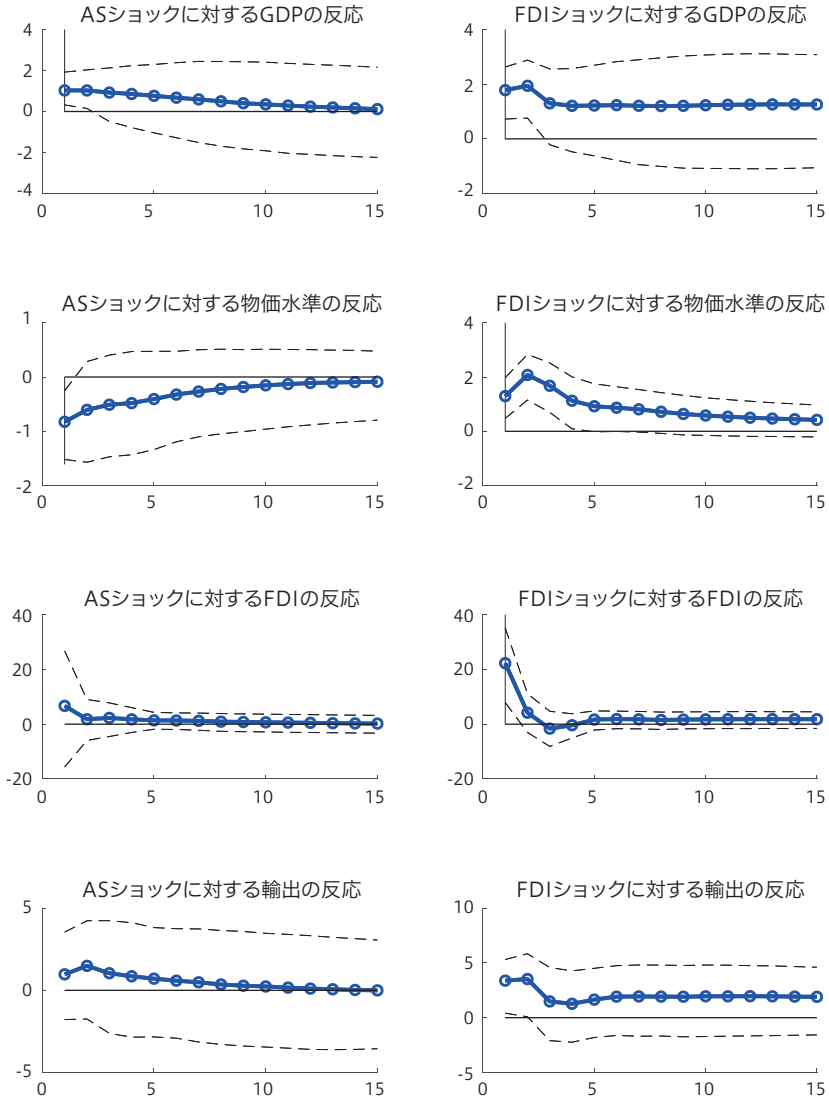 ASショックに対するGDPの反応
4
2
0
-2
-4
0 5 10 15
FDIショックに対するGDPの反応
4
2
0
-2
0 5 10 15
ASショックに対する物価水準の反応
1
0
-1
-2
0 5 10 15
FDIショックに対する物価水準の反応
4
2
0
-2
0 5 10 15
ASショックに対するFDIの反応
40
20
0
-20
0 5 10 15
FDIショックに対するFDIの反応
40
20
0
-20
0 5 10 15
ASショックに対する輸出の反応
5
0
-5
0 5 10 15
FDIショックに対する輸出の反応
10
5
0
-5
0 5 10 15